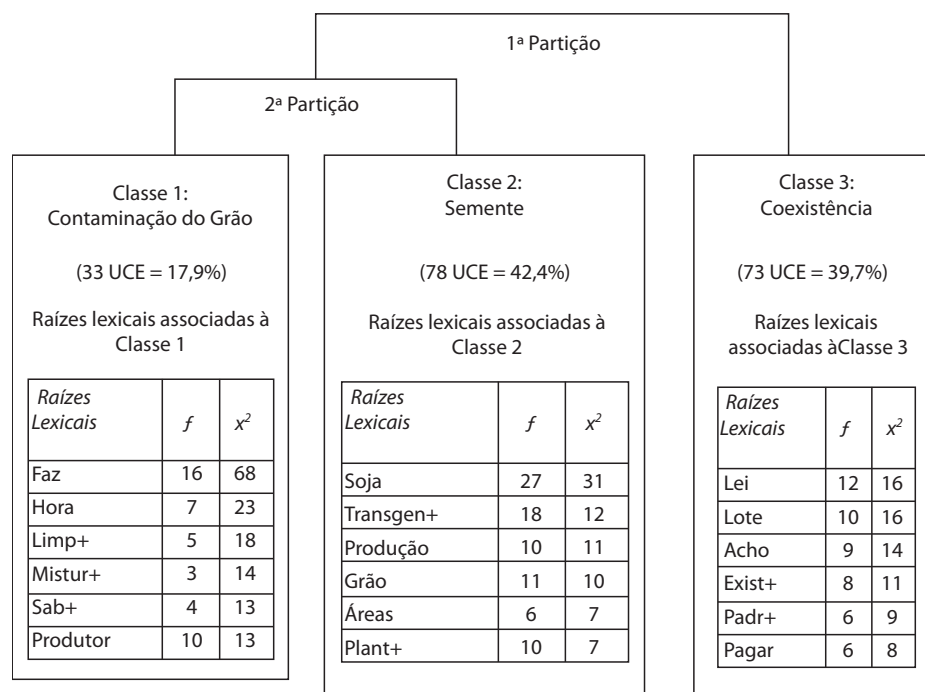 1ª Partição
2ª Partição
Classe 1:
Contaminação do Grão
(33 UCE = 17,9%)
Raízes lexicais associadas à
Classe 1
Raízes
Lexicais ƒ x²
Faz 16 68
Hora 7 23
Limp+ 5 18
Mistur+ 3 14
Sab+ 4 13
Produtor 10 13
Classe 2:
Semente
(78 UCE = 42,4%)
Raízes lexicais associadas à
Classe 2
Raízes
Lexicais ƒ x²
Soja 27 31
Transgen+ 18 12
Produção 10 11
Grão 11 10
Áreas 6 7
Plant+ 10 7
Classe 3:
Coexistência
(73 UCE = 39,7%)
Raízes lexicais
associadas àClasse 3
Raízes
Lexicais ƒ x²
Lei 12 16
Lote 10 16
Acho 9 14
Exist+ 8 11
Padr+ 6 9
Pagar 6 8